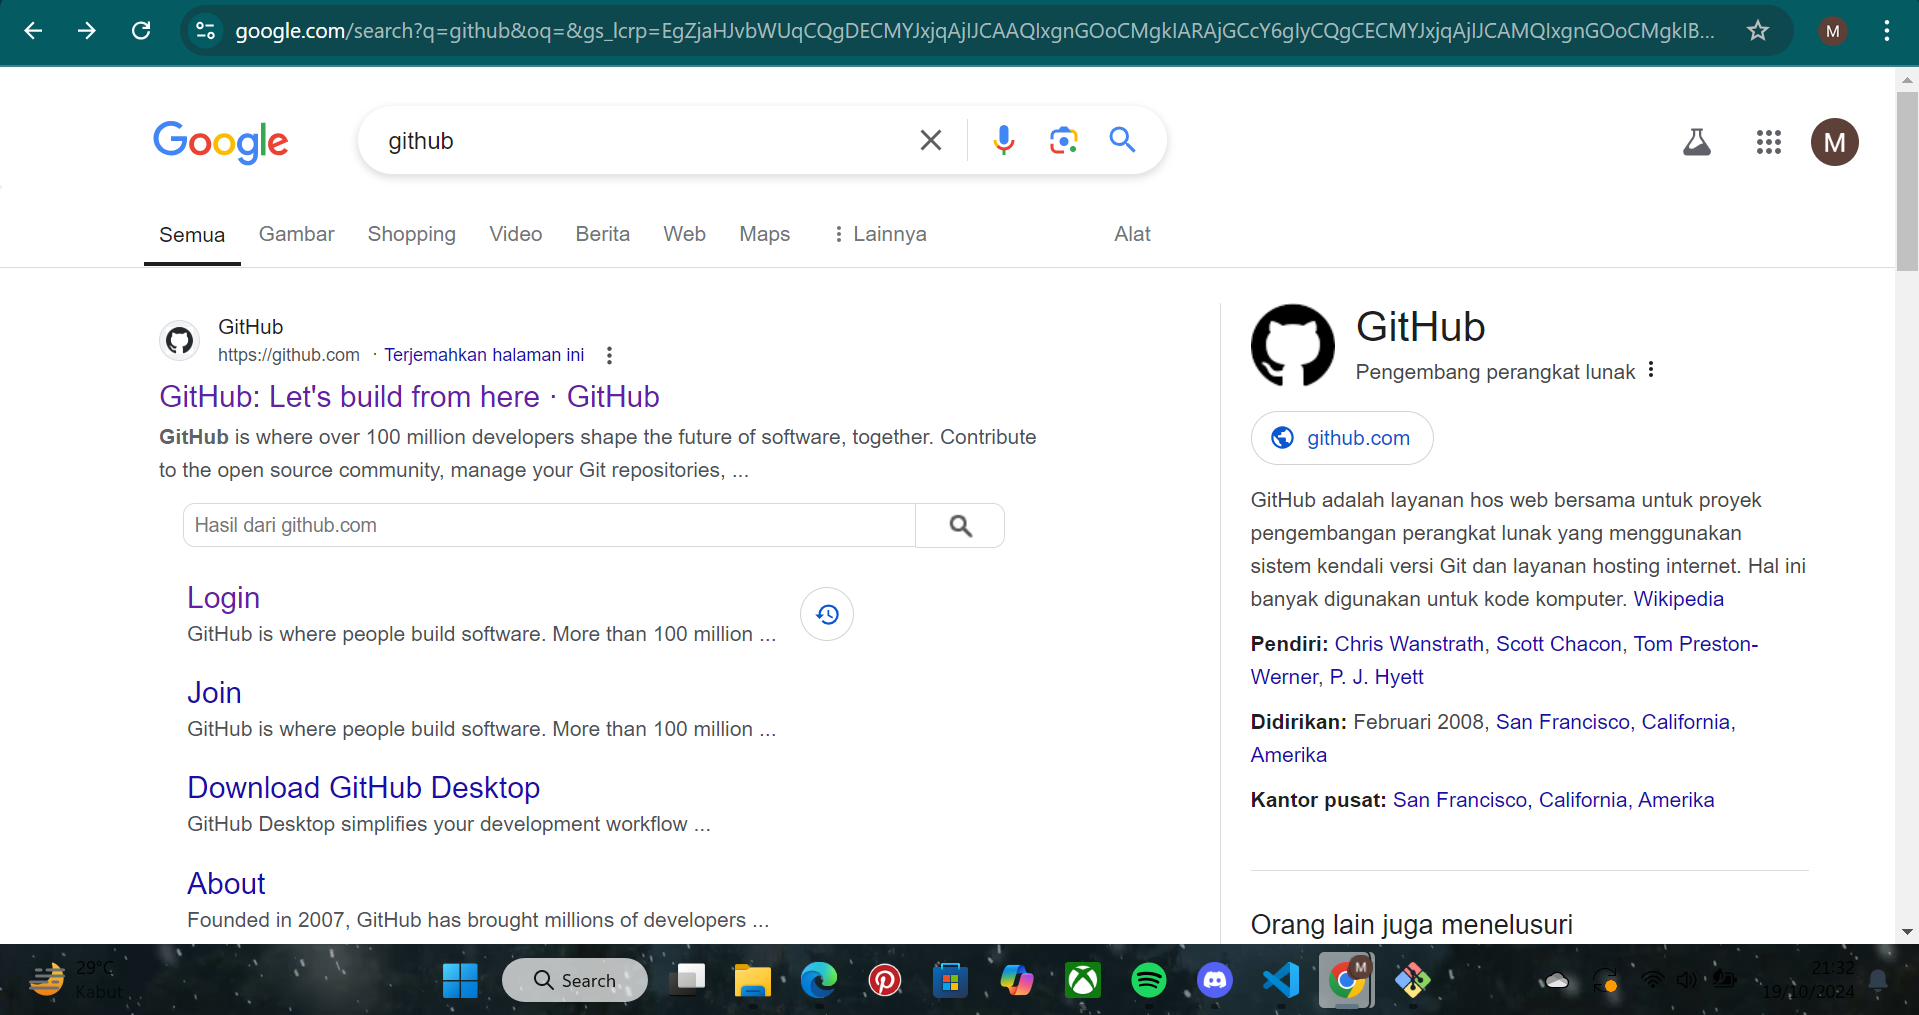 google.com/search?q=github&oq=&gs_lcrp=EgZjaHJvbWUqCQgDECMYJxjqAjIJCAAQIxgnGOoCMgkIARAjGCcY6gIyCQgCECMYJxjqAjIJCAMQIxgnGOoCMgkIB...
M
Google
github
M
Semua
Gambar
Shopping
Video
Berita
Web
Maps
Lainnya
Alat
GitHub
https://github.com · Terjemahkan halaman ini
GitHub: Let's build from here · GitHub
GitHub is where over 100 million developers shape the future of software, together. Contribute
to the open source community, manage your Git repositories, ...
Hasil dari github.com
Login
GitHub is where people build software. More than 100 million ...
Join
GitHub is where people build software. More than 100 million ...
Download GitHub Desktop
GitHub Desktop simplifies your development workflow ...
About
Founded in 2007, GitHub has brought millions of developers ...
GitHub
Pengembang perangkat lunak
github.com
GitHub adalah layanan hos web bersama untuk proyek
pengembangan perangkat lunak yang menggunakan
sistem kendali versi Git dan layanan hosting internet. Hal ini
banyak digunakan untuk kode komputer. Wikipedia
Pendiri: Chris Wanstrath, Scott Chacon, Tom Preston-
Werner, P. J. Hyett
Didirikan: Februari 2008, San Francisco, California,
Amerika
Kantor pusat: San Francisco, California, Amerika
Orang lain juga menelusuri
29°C
Kabut
Search
M
21:32
19/10/2024